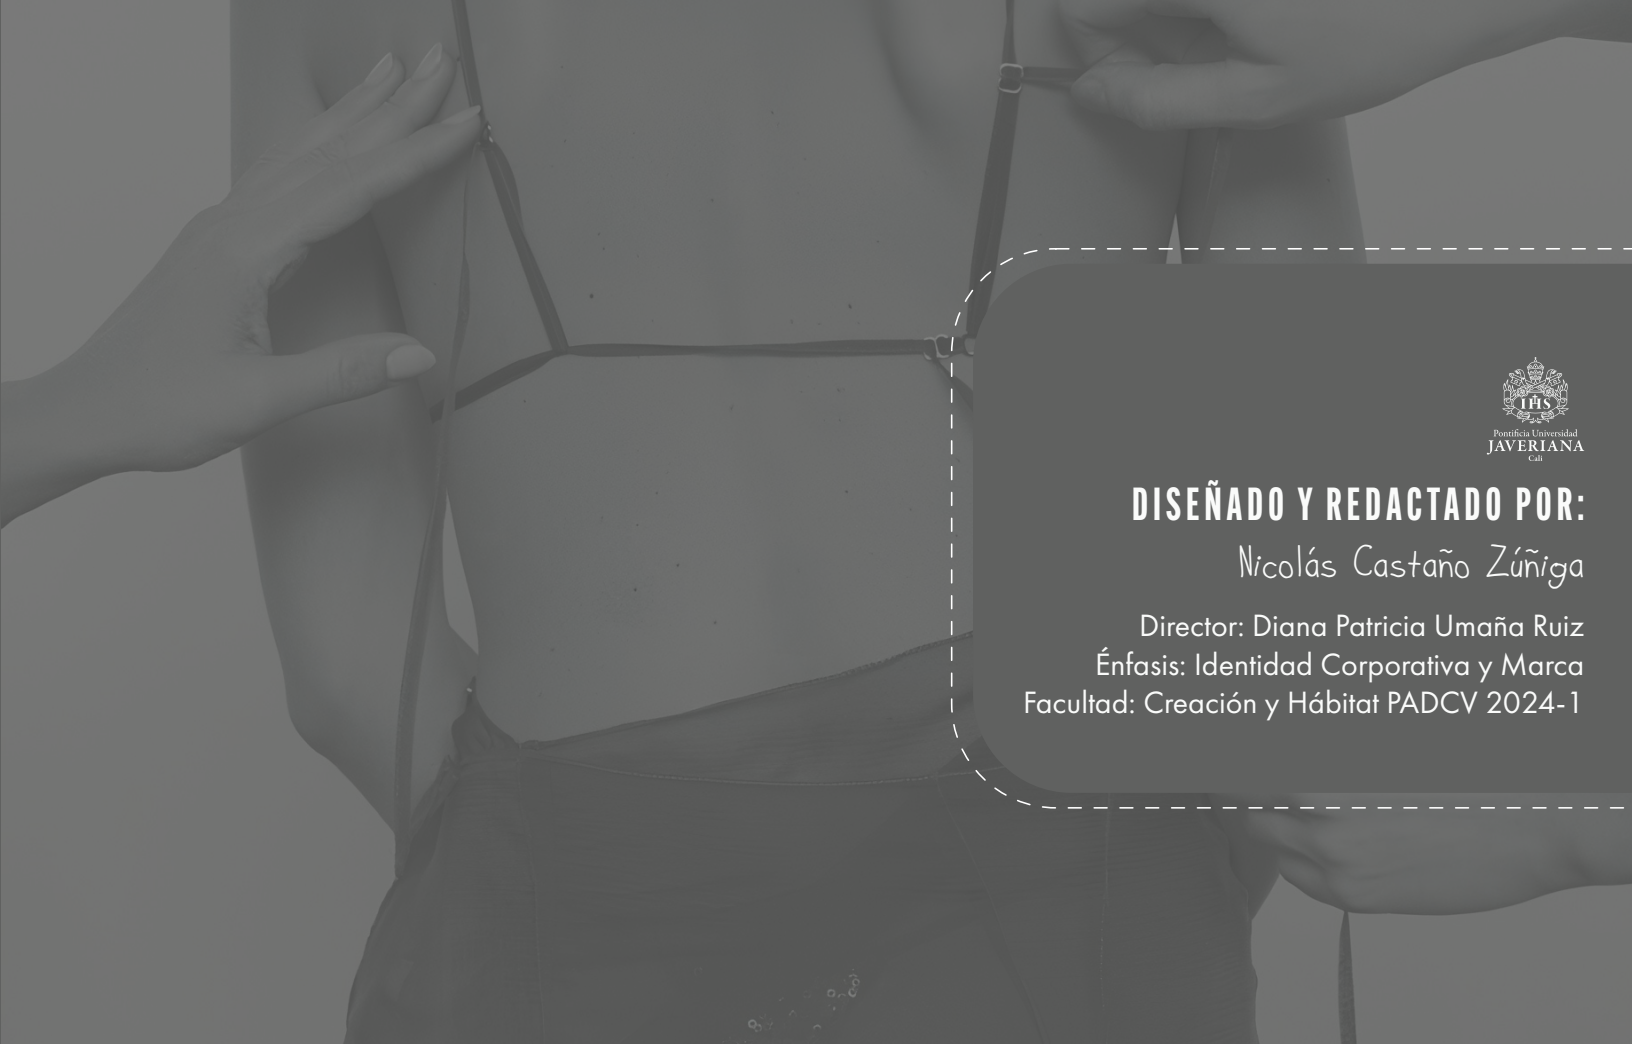 IHS
Pontificia Universidad
JAVERIANA
Cali
DISEÑADO Y REDACTADO POR:
Nicolás Castaño Zúñiga
Director: Diana Patricia Umaña Ruiz
Énfasis: Identidad Corporativa y Marca
Facultad: Creación y Hábitat PADCV 2024-1